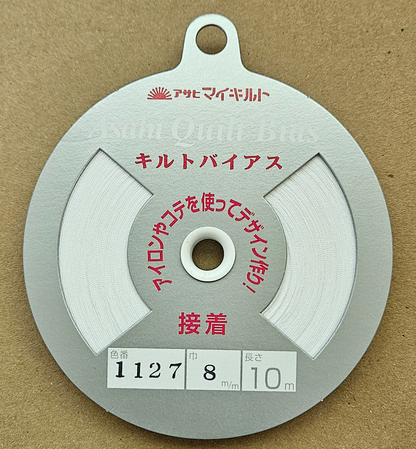 アサヒマイキルト
Asahi Quilt Bias
キルトバイアス
アイロンやコテを使ってデザイン作り!
接着
色番 巾 長さ
1127 8 m/m 10 m